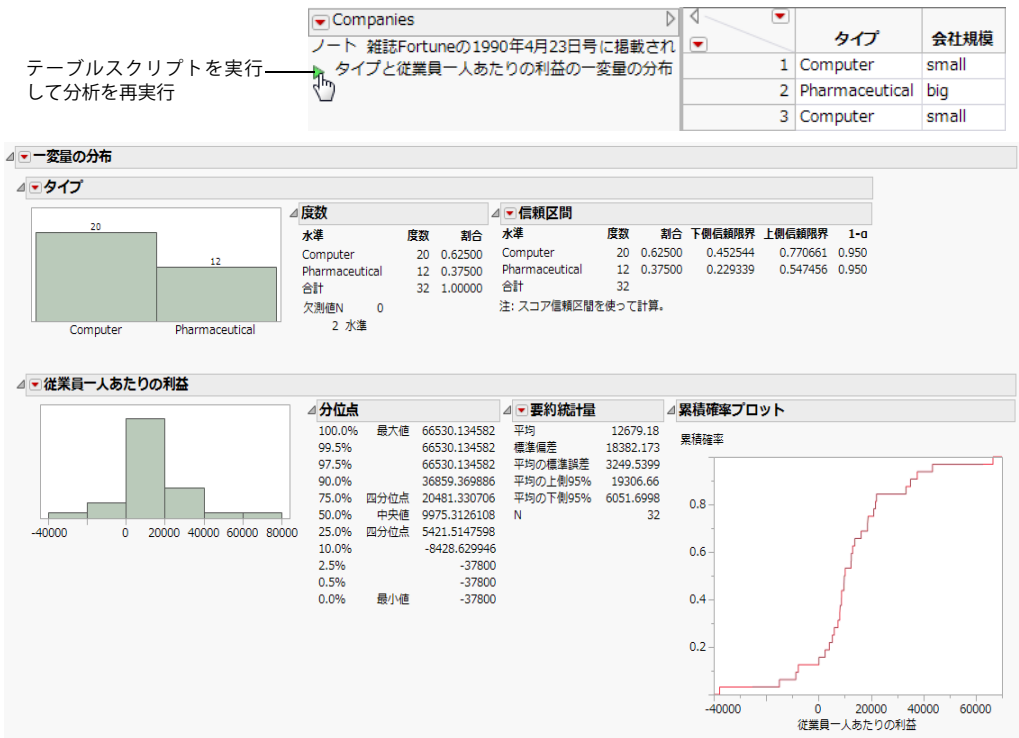 Companies
ノート 雑誌Fortuneの1990年4月23日号に掲載され
タイプと従業員一人あたりの利益の一変量の分布
テーブルスクリプトを実行
して分析を再実行
タイプ 会社規模
1 Computer small
2 Pharmaceutical big
3 Computer small
一変量の分布
タイプ
20
12
Computer Pharmaceutical
度数
水準 度数 割合
Computer 20 0.62500
Pharmaceutical 12 0.37500
合計 32 1.00000
欠測値N 0
2 水準
信頼区間
水準 度数 割合 下側信頼限界 上側信頼限界 1-α
Computer 20 0.62500 0.452544 0.770661 0.950
Pharmaceutical 12 0.37500 0.229339 0.547456 0.950
合計 32
注: スコア信頼区間を使って計算。
従業員一人あたりの利益
-40000 0 20000 40000 60000 80000
分位点
100.0% 最大値 66530.134582
99.5% 66530.134582
97.5% 66530.134582
90.0% 36859.369886
75.0% 四分位点 20481.330706
50.0% 中央値 9975.3126108
25.0% 四分位点 5421.5147598
10.0% -8428.629946
2.5% -37800
0.5% -37800
0.0% 最小値 -37800
要約統計量
平均 12679.18
標準偏差 18382.173
平均の標準誤差 3249.5399
平均の上側95% 19306.66
平均の下側95% 6051.6998
N 32
累積確率プロット
累積確率
0.8
0.6
0.4
0.2
-40000 0 20000 40000 60000
従業員一人あたりの利益